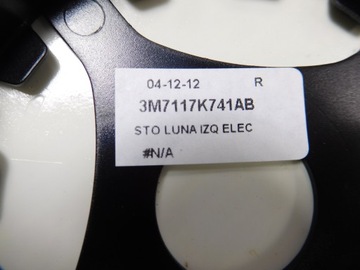 04-12-12 R
3M7117K741AB
STO LUNA IZQ ELEC
#N/A